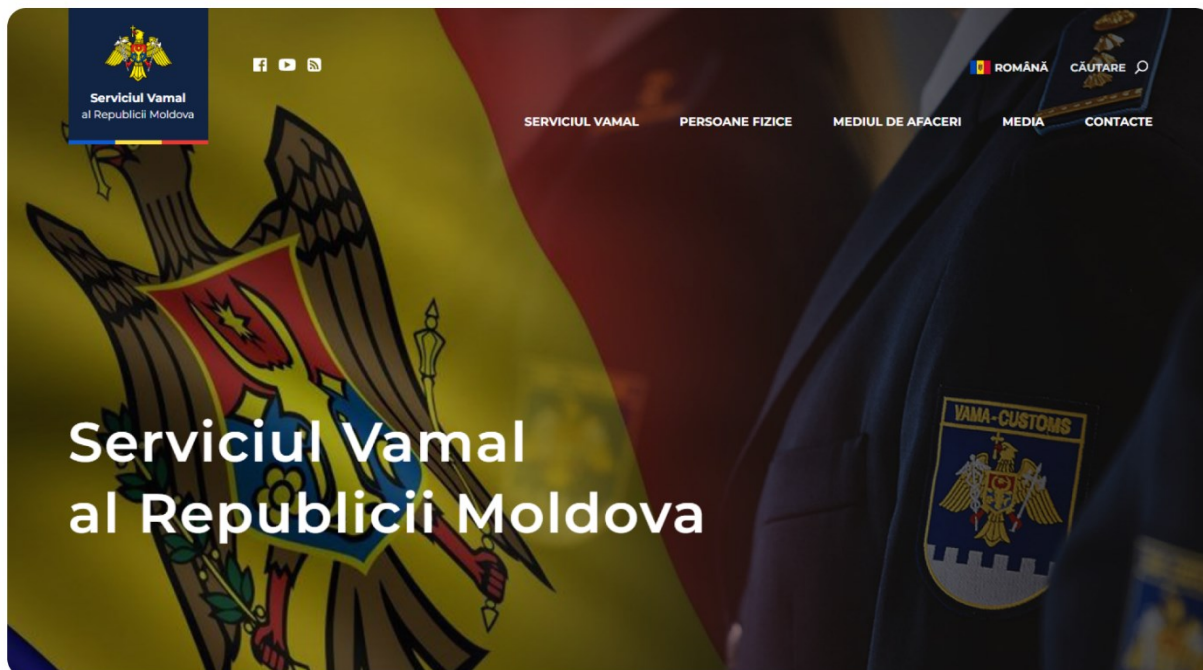 Serviciul Vamal
al Republicii Moldova
ROMÂNĂ
CĂUTARE
SERVICIUL VAMAL
PERSOANE FIZICE
MEDIUL DE AFACERI
MEDIA
CONTACTE
VAMA-CUSTOMS
Serviciul Vamal
al Republicii Moldova